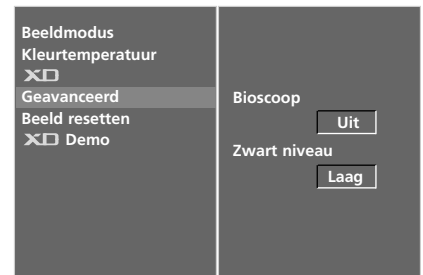 Beeldmodus
Kleurtemperatuur
XD
Geavanceerd
Beeld resetten
XD Demo
Bioscoop
Uit
Zwart niveau
Laag